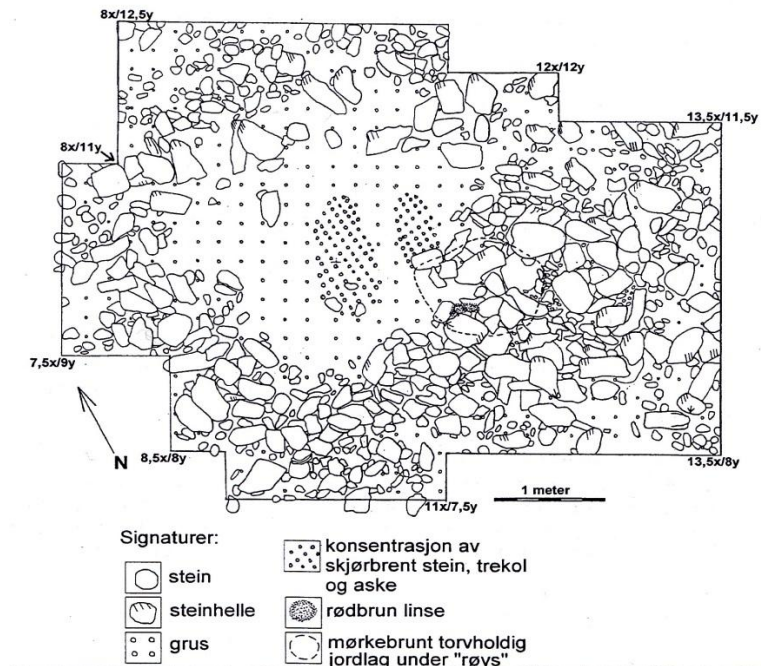 8x/12,5y
12x/12y
13,5x/11,5y
8x/11y
7,5x/9y
8,5x/8y
N
11x/7,5y
13,5x/8y
1 meter
Signaturer:
stein
steinhelle
grus
konsentrasjon av
skjørbrent stein, trekol
og aske
rødbrun linse
mørkebrunt torvholdig
jordlag under "røys"